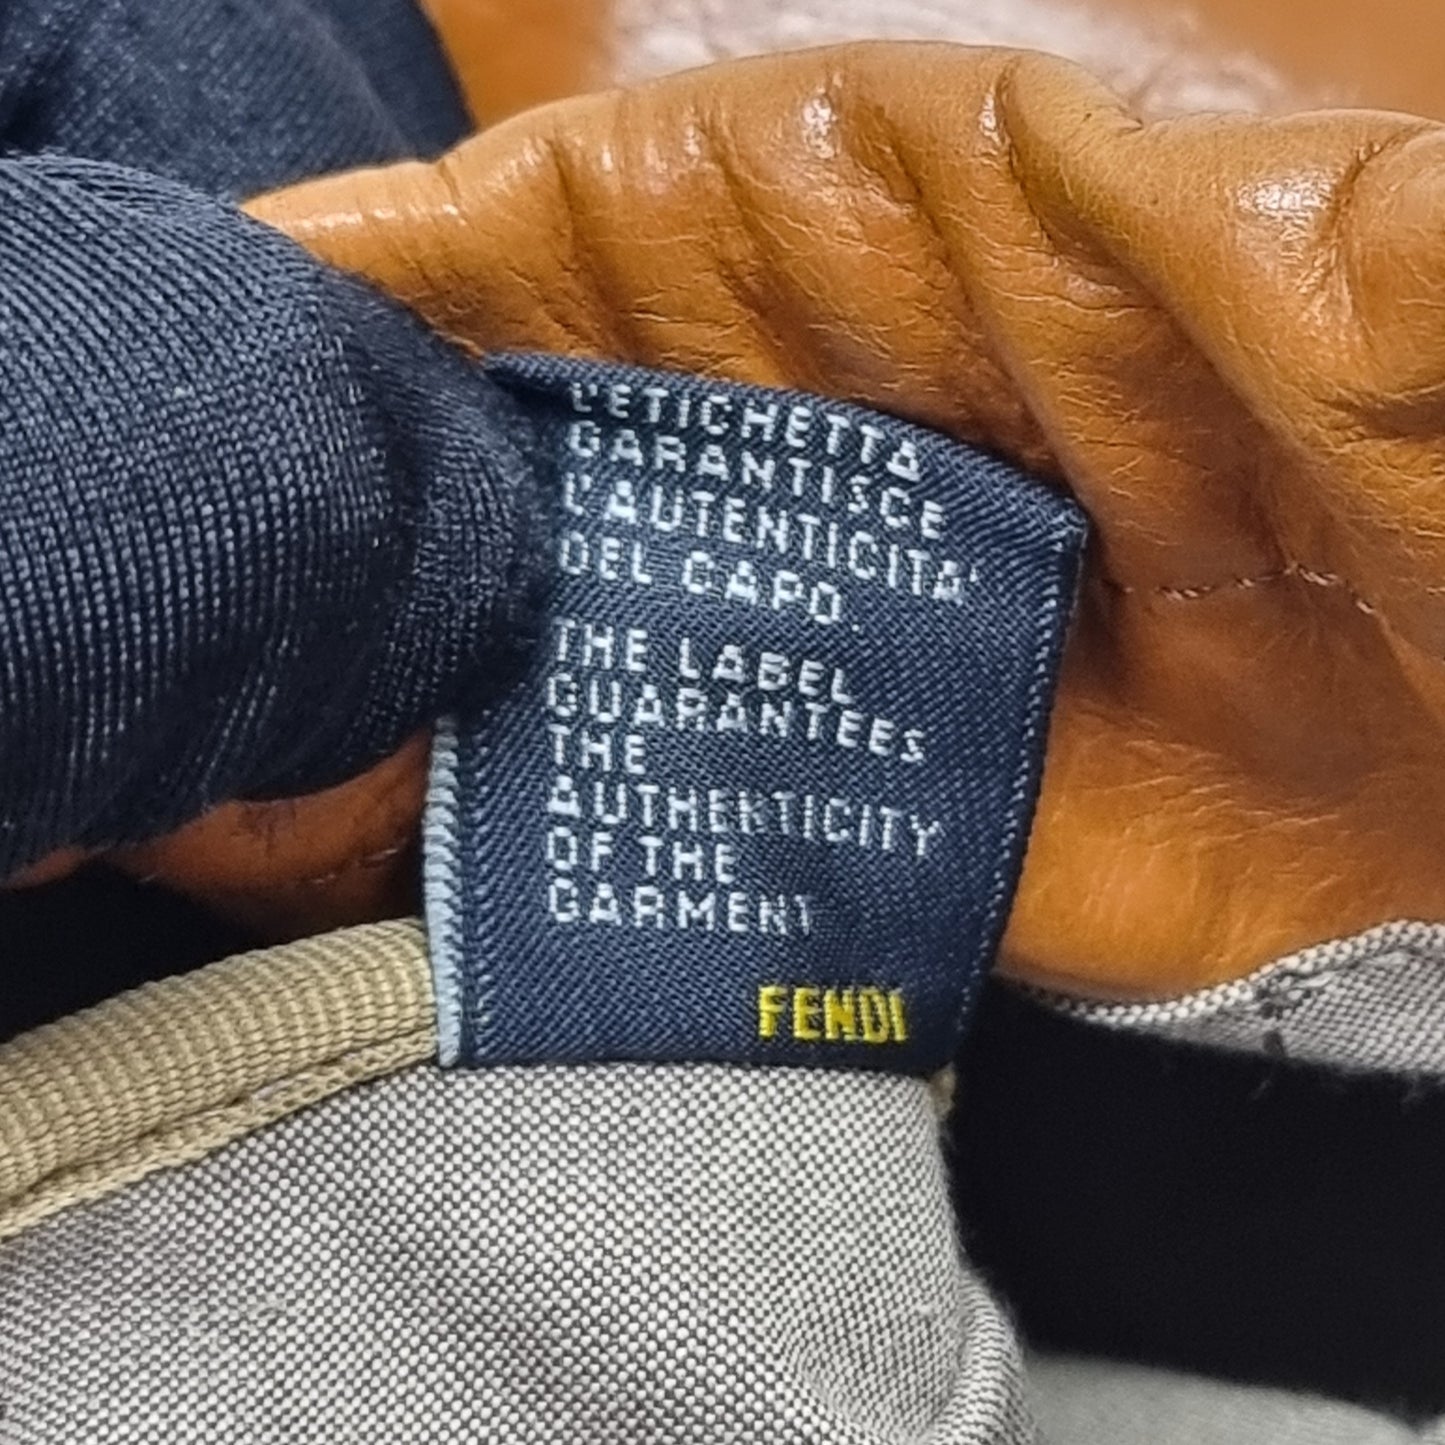 L'ETICHETTA
GARANTISCE
L'AUTENTICITA'
DEL CAPO.
THE LABEL
GUARANTEES
THE
AUTHENTICITY
OF THE
GARMENT
FENDI